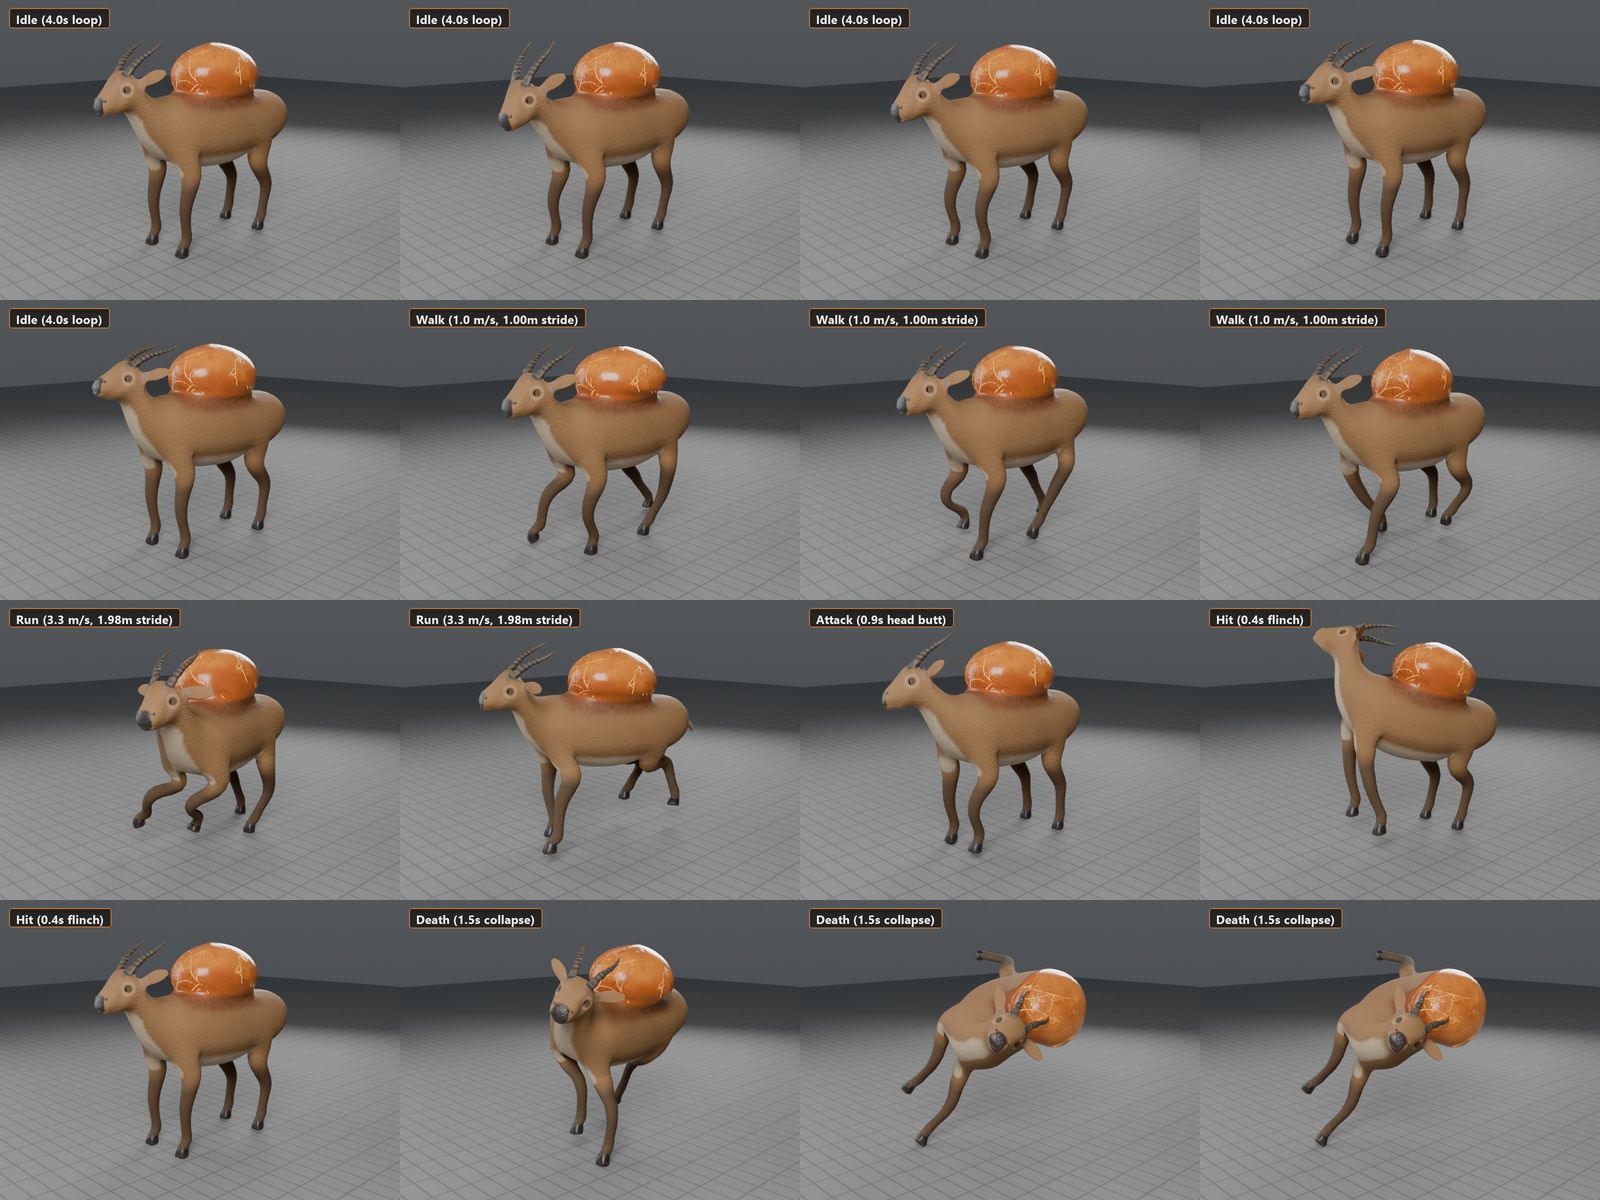 Idle (4.0s loop)
Idle (4.0s loop)
Idle (4.0s loop)
Idle (4.0s loop)
Idle (4.0s loop)
Walk (1.0 m/s, 1.00m stride)
Walk (1.0 m/s, 1.00m stride)
Walk (1.0 m/s, 1.00m stride)
Run (3.3 m/s, 1.98m stride)
Run (3.3 m/s, 1.98m stride)
Attack (0.9s head butt)
Hit (0.4s flinch)
Hit (0.4s flinch)
Death (1.5s collapse)
Death (1.5s collapse)
Death (1.5s collapse)